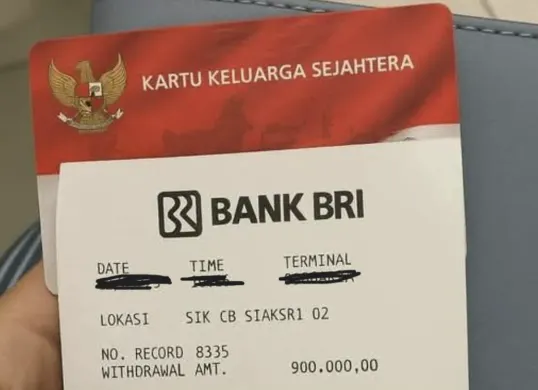 KARTU KELUARGA SEJAHTERA
BANK BRI
DATE TIME TERMINAL
LOKASI SIK CB SIAKSR1 02
NO. RECORD 8335
WITHDRAWAL AMT. 900.000,00